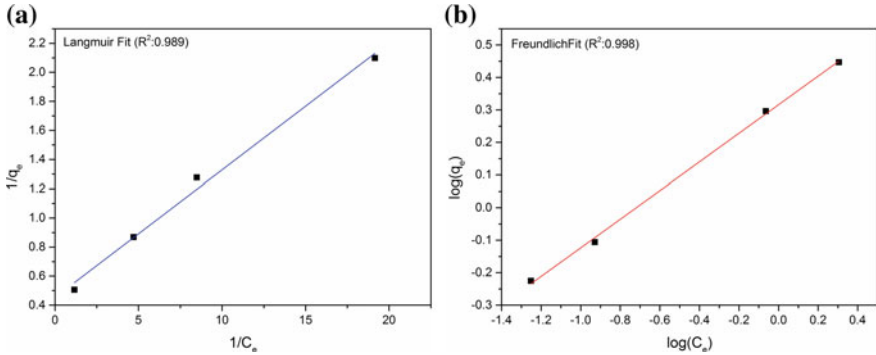 (a)
Langmuir Fit (R²:0.989)
2.2
2.0
1.8
1.6
1.4
1.2
1.0
0.8
0.6
0.4
1/qₑ
0 5 10 15 20
1/Cₑ
(b)
FreundlichFit (R²:0.998)
0.5
0.4
0.3
0.2
0.1
0.0
-0.1
-0.2
-0.3
log(qₑ)
-1.4 -1.2 -1.0 -0.8 -0.6 -0.4 -0.2 0.0 0.2 0.4 0.6
log(Cₑ)